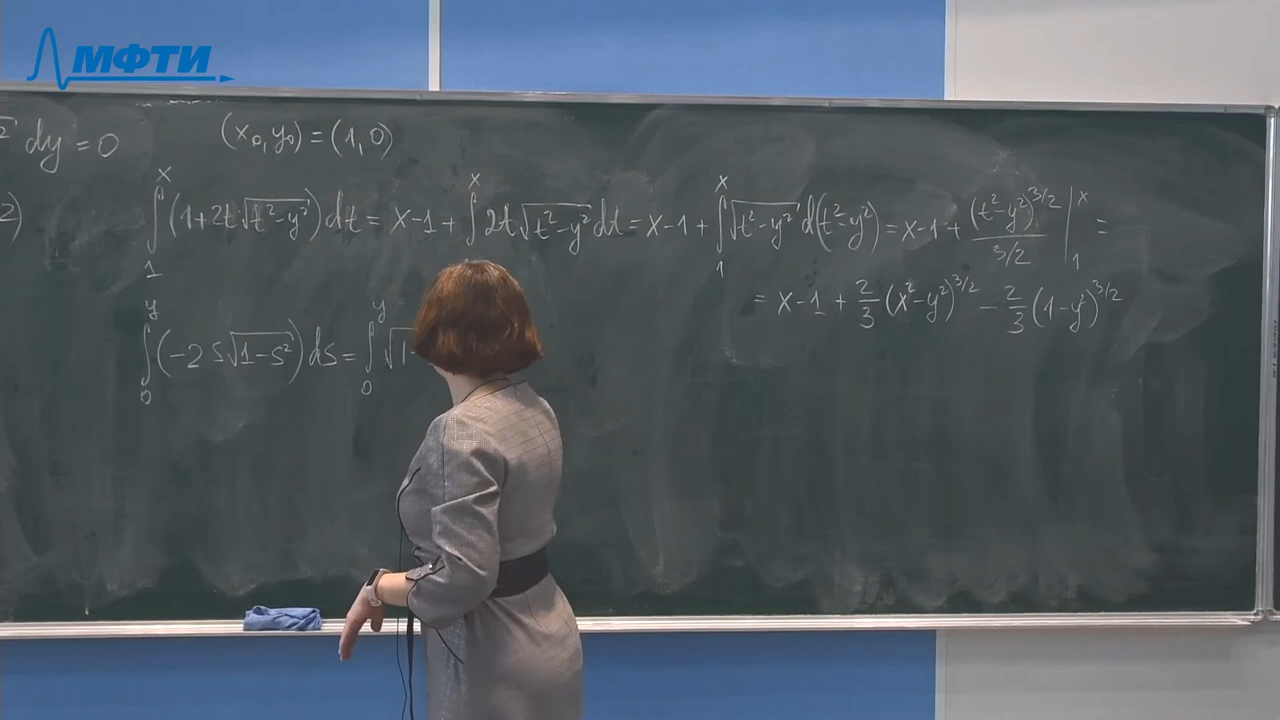 МФТИ
dy = 0 (x₀, y₀) = (1, 0)
2) ∫₁ˣ (1+2t√(t²-y²)) dt = x-1 + ∫ˣ 2t√(t²-y²) dt = x-1 + ∫₁ˣ √(t²-y²) d(t²-y²) = x-1 + (t²-y²)^(3/2) / (3/2) |₁ˣ =
= x-1 + 2/3 (x²-y²)^(3/2) - 2/3 (1-y²)^(3/2)
∫₀ʸ (-2s√(1-s²)) ds = ∫₀ʸ √1-